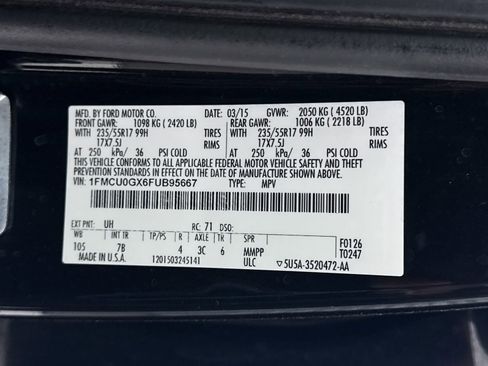 MFD. BY FORD MOTOR CO. DATE: 03/15 GVWR: 2050 KG (4520 LB)
FRONT GAWR: 1098 KG (2420 LB) REAR GAWR: 1006 KG (2218 LB)
WITH 235/55R17 99H TIRES WITH 235/55R17 99H TIRES
17X7.5J RIMS 17X7.5J RIMS
AT 250 kPa/ 36 PSI COLD AT 250 kPa/ 36 PSI COLD
THIS VEHICLE CONFORMS TO ALL APPLICABLE FEDERAL MOTOR VEHICLE SAFETY AND THEFT
PREVENTION STANDARDS IN EFFECT ON THE DATE OF MANUFACTURE SHOWN ABOVE.
VIN: 1FMCU0GX6FUB95667 TYPE: MPV
EXT PNT: UH RC: 71 DSO:
WB INT TR TP/PS R AXLE TR SPR F0126
105 7B 4 3C 6 MMPP T0247
MADE IN U.S.A. 1201503245141 ULC ▽5U5A-3520472-AA